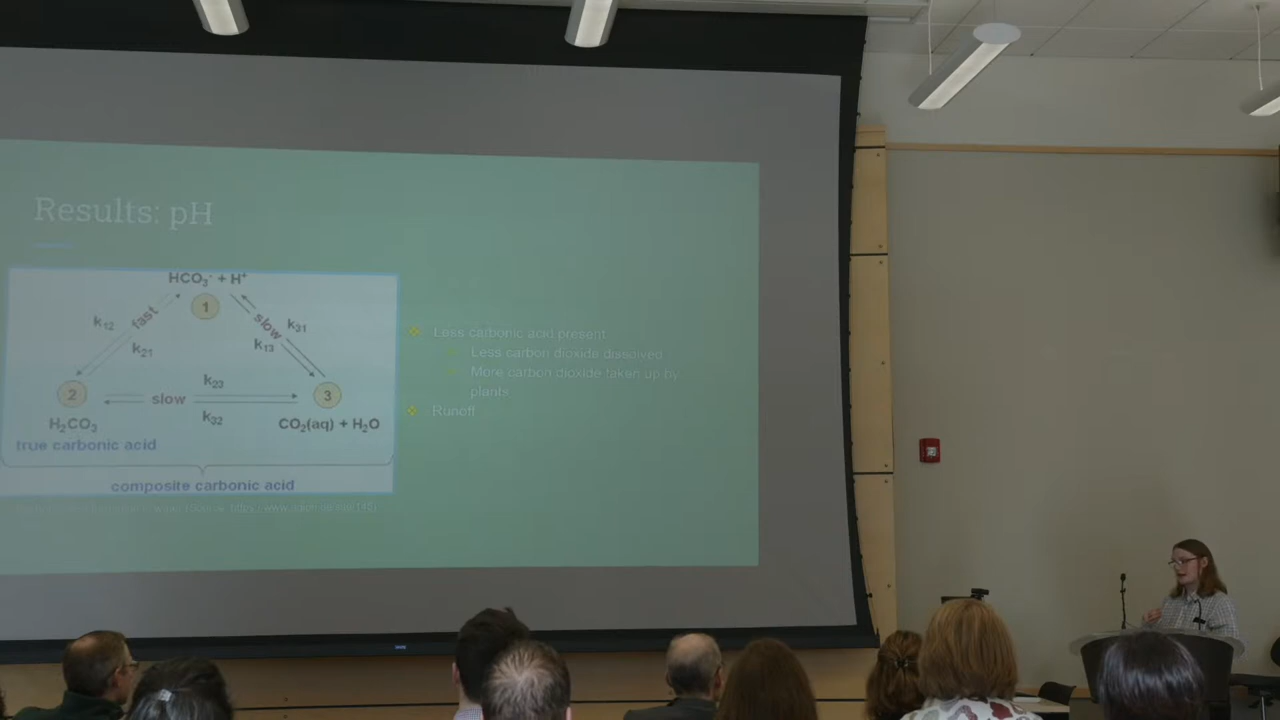 Results: pH
HCO₃⁻ + H⁺
1
k₁₂
fast
k₂₁
slow
k₃₁
k₁₃
2
k₂₃
slow
k₃₂
3
H₂CO₃
CO₂(aq) + H₂O
true carbonic acid
composite carbonic acid
Less carbonic acid present
Less carbon dioxide dissolved
More carbon dioxide taken up by
plants
Runoff